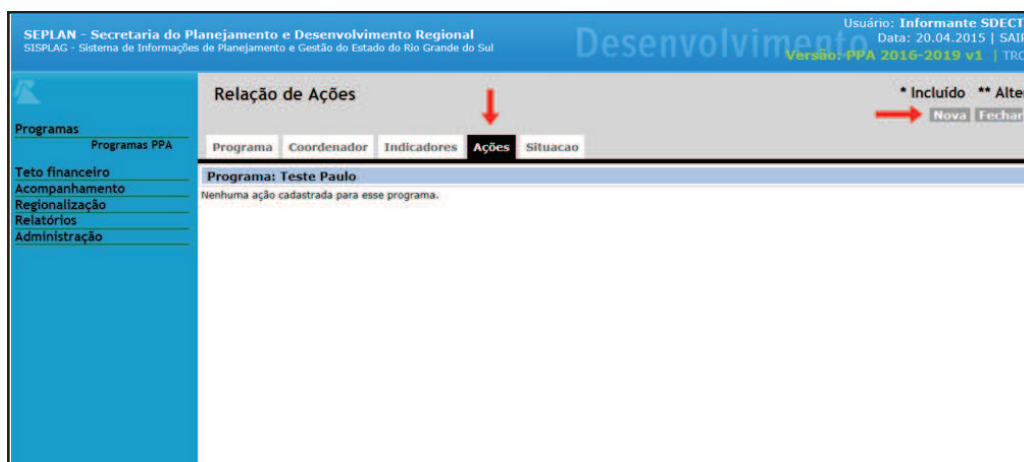 SEPLAN - Secretaria do Planejamento e Desenvolvimento Regional
SISPLAG - Sistema de Informações de Planejamento e Gestão do Estado do Rio Grande do Sul
Desenvolvimento
Usuário: Informante SDECT
Data: 20.04.2015 |
Versão: PPA 2016-2019 v1 |
Relação de Ações
* Incluído **
Nova Fechar
Programas
Programas PPA
Teto financeiro
Acompanhamento
Regionalização
Relatórios
Administração
Programa Coordenador Indicadores Ações Situacao
Programa: Teste Paulo
Nenhuma ação cadastrada para esse programa.